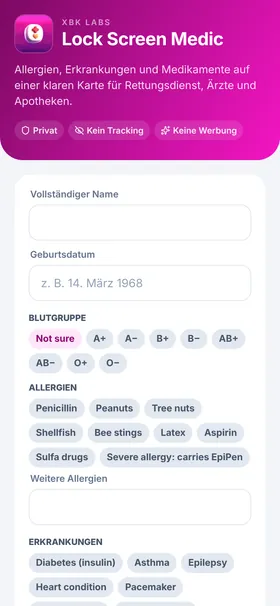 XBK LABS
Lock Screen Medic
Allergien, Erkrankungen und Medikamente auf
einer klaren Karte für Rettungsdienst, Ärzte und
Apotheken.
Privat
Kein Tracking
Keine Werbung
Vollständiger Name
Geburtsdatum
z. B. 14. März 1968
BLUTGRUPPE
Not sure A+ A− B+ B− AB+
AB− O+ O−
ALLERGIEN
Penicillin Peanuts Tree nuts
Shellfish Bee stings Latex Aspirin
Sulfa drugs Severe allergy: carries EpiPen
Weitere Allergien
ERKRANKUNGEN
Diabetes (insulin) Asthma Epilepsy
Heart condition Pacemaker